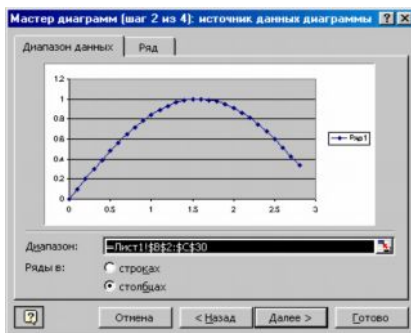 Мастер диаграмм (шаг 2 из 4): источник данных диаграммы
Диапазон данных Ряд
1.2
1
0.8
0.6
0.4
0.2
0
0 0.5 1 1.5 2 2.5 3
Ряд1
Диапазон: =Лист1!$B$2:$C$30
Ряды в: строках
столбцах
Отмена < Назад Далее > Готово